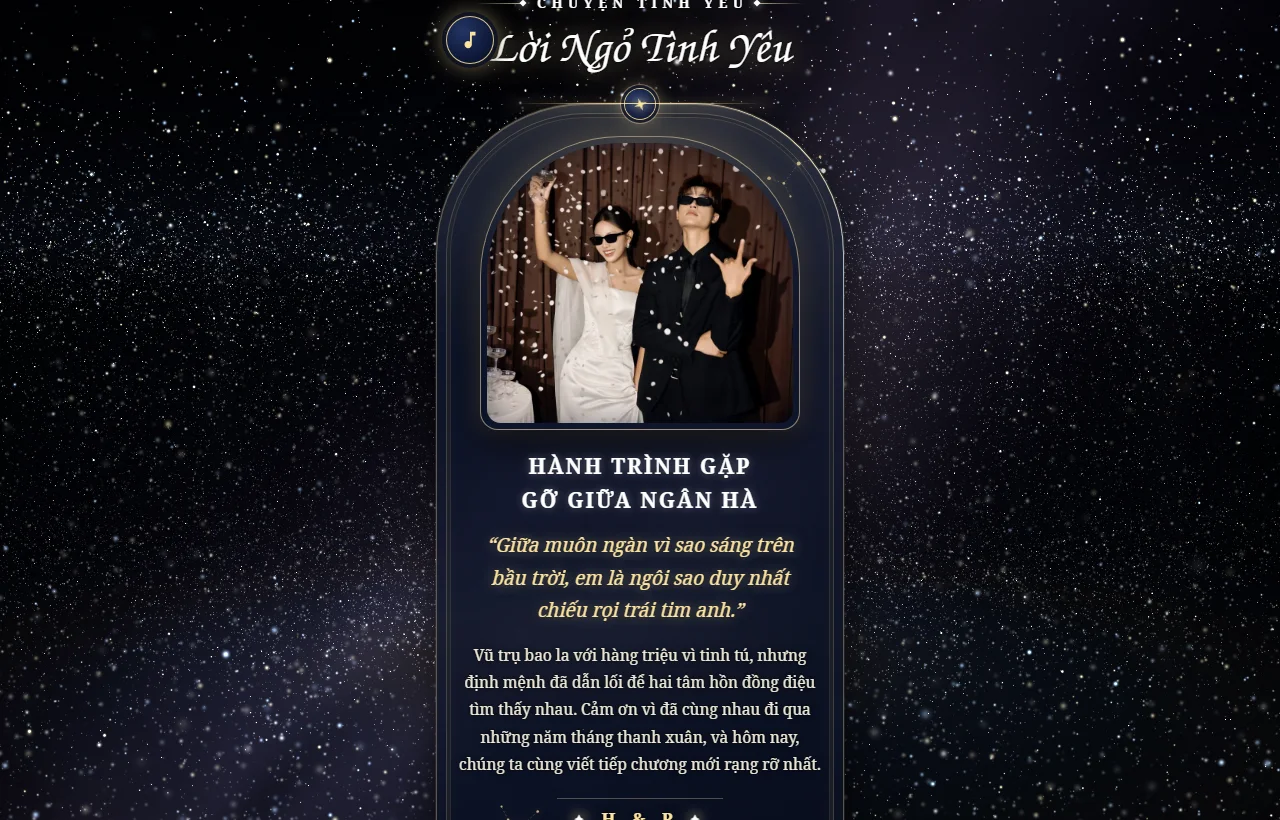 CHUYỆN TÌNH YÊU
Lời Ngỏ Tình Yêu
HÀNH TRÌNH GẶP
GỠ GIỮA NGÂN HÀ
“Giữa muôn ngàn vì sao sáng trên
bầu trời, em là ngôi sao duy nhất
chiếu rọi trái tim anh.”
Vũ trụ bao la với hàng triệu vì tinh tú, nhưng
định mệnh đã dẫn lối để hai tâm hồn đồng điệu
tìm thấy nhau. Cảm ơn vì đã cùng nhau đi qua
những năm tháng thanh xuân, và hôm nay,
chúng ta cùng viết tiếp chương mới rạng rỡ nhất.